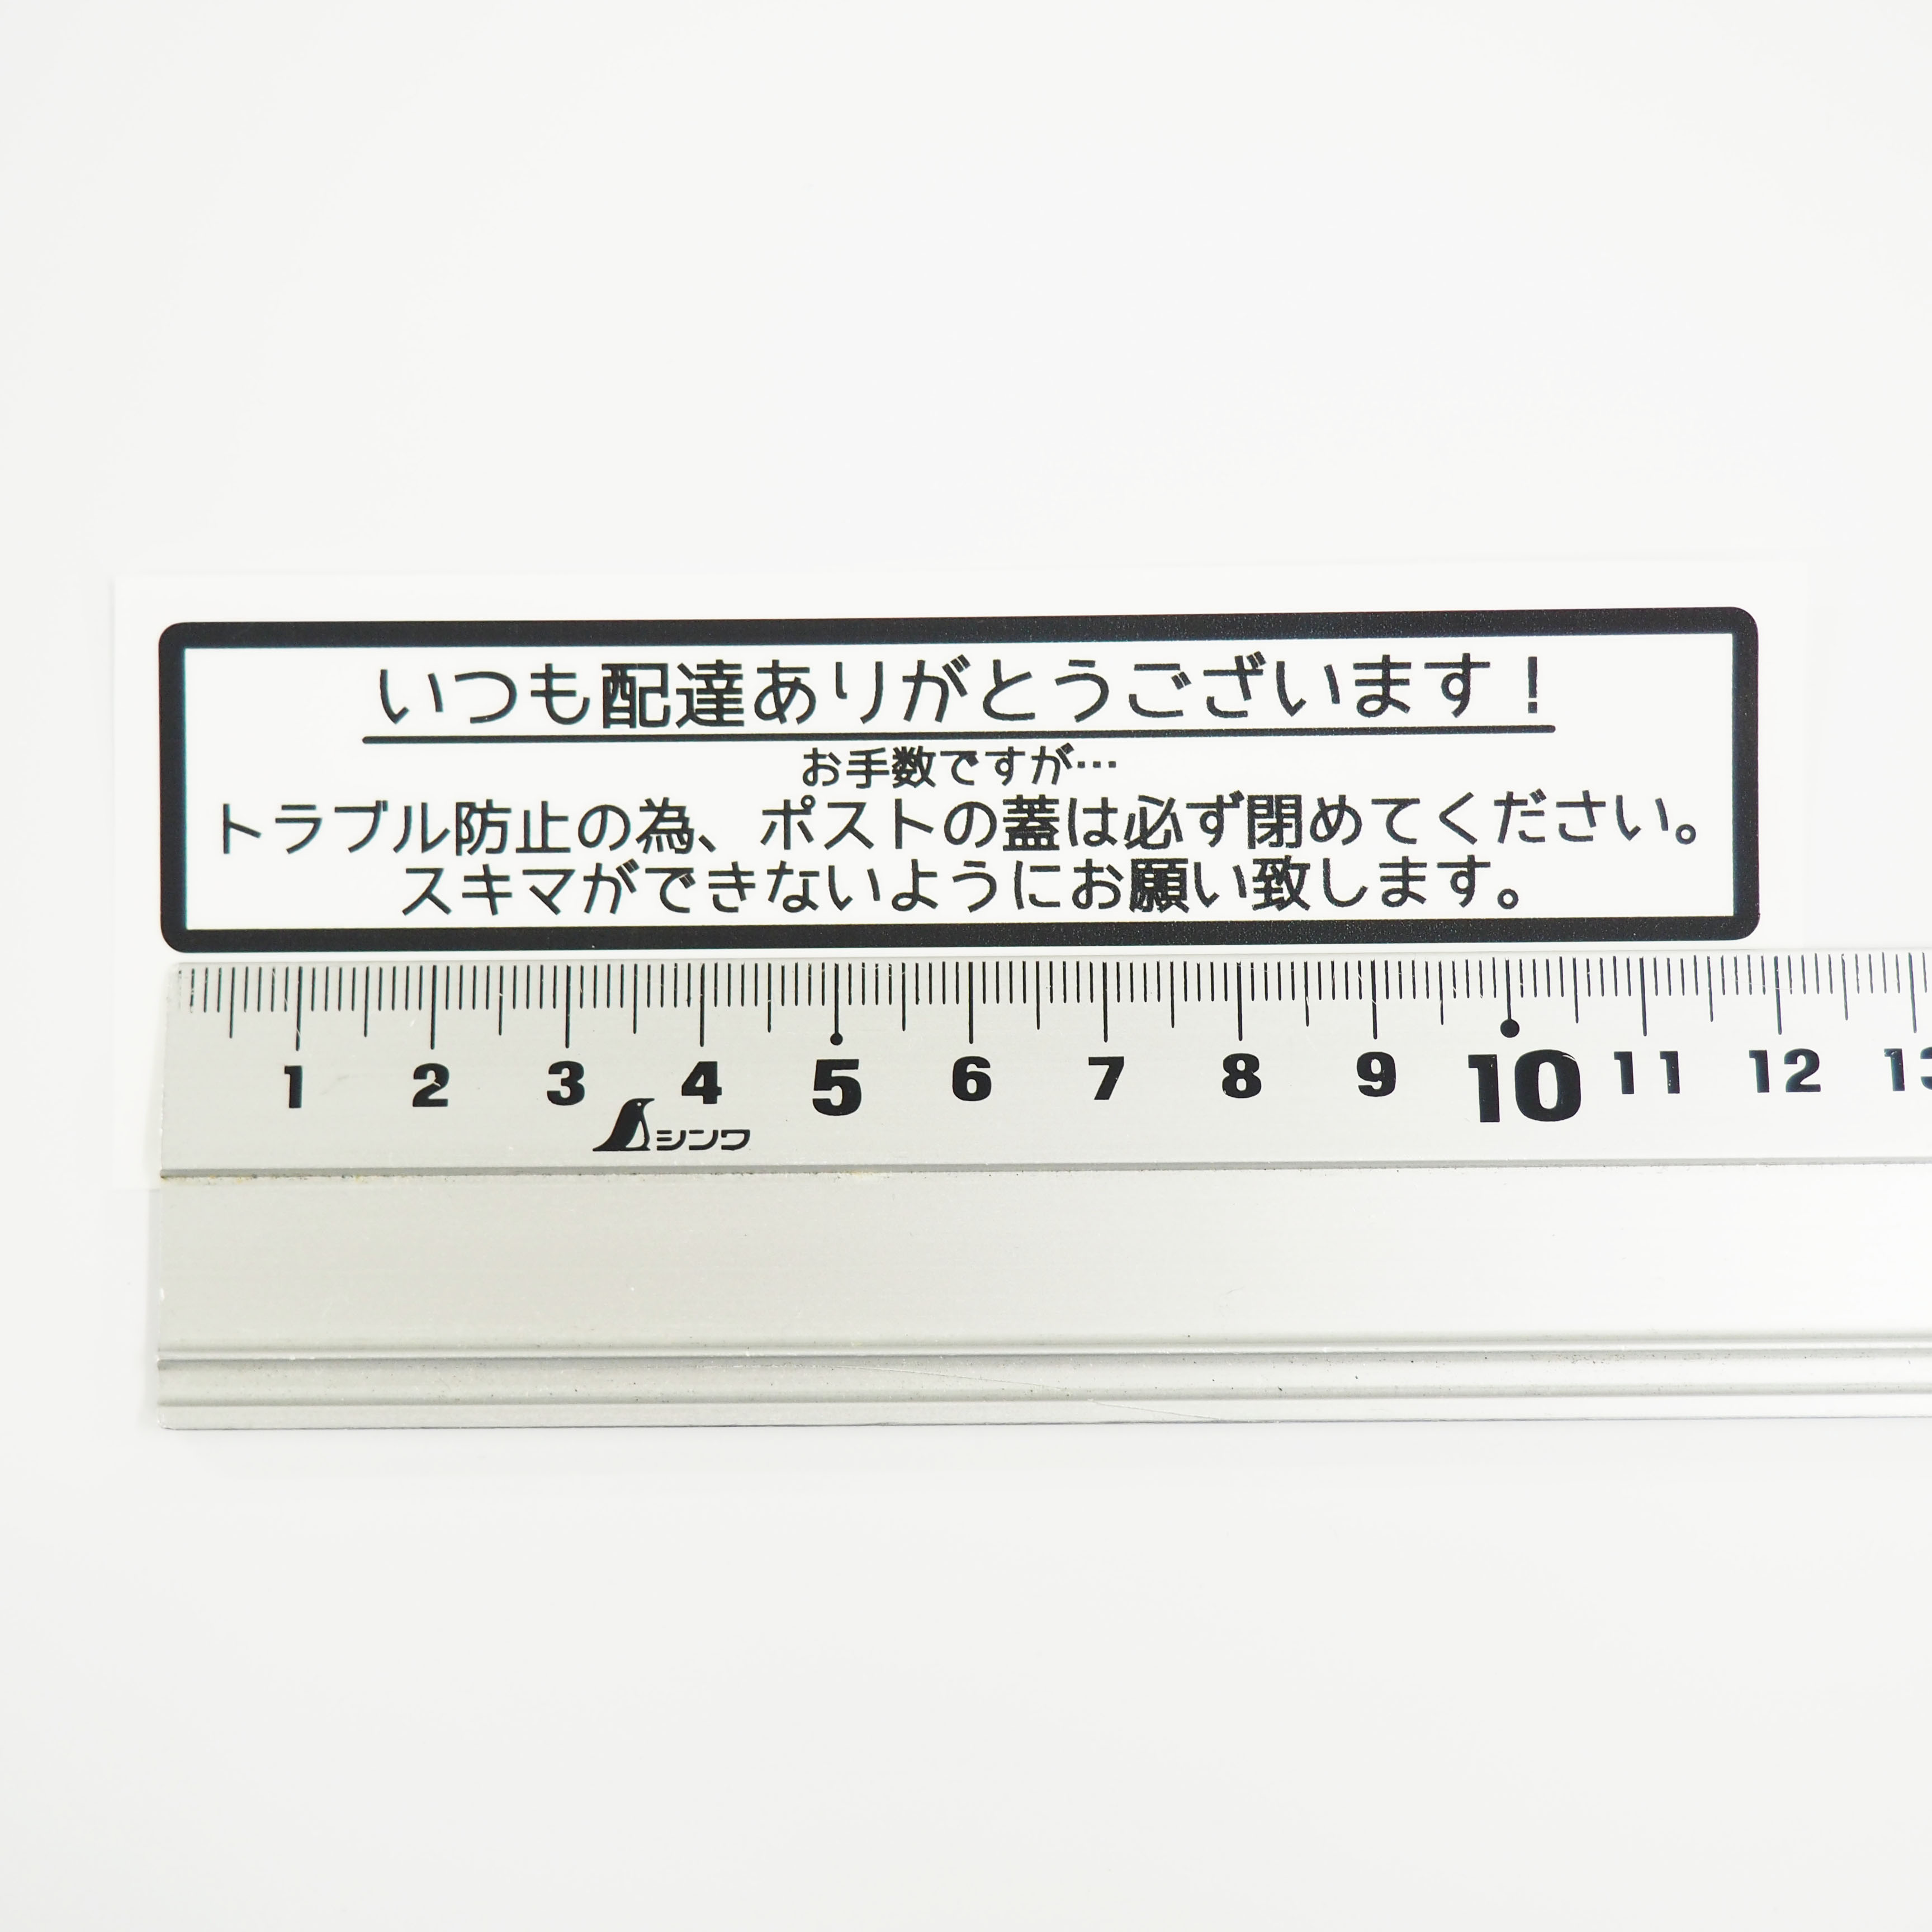 いつも配達ありがとうございます！
お手数ですが…
トラブル防止の為、ポストの蓋は必ず閉めてください。
スキマができないようにお願い致します。
1 2 3 4 5 6 7 8 9 10 11 12 13
シンワ